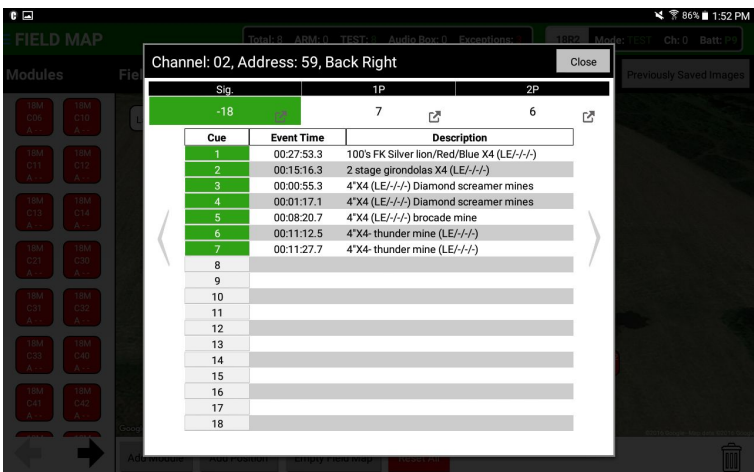 86% 1:52 PM
FIELD MAP
Total: 8 ARM: 0 TEST: 8 Audio Box: 0 Exceptions:
18R2 Mode: TEST Ch: 0 Batt: P9
Channel: 02, Address: 59, Back Right
Close
Modules
Previously Saved Images
Sig. 1P 2P
-18 7 6
Cue Event Time Description
1 00:27:53.3 100's FK Silver lion/Red/Blue X4 (LE/-/-/-)
2 00:15:16.3 2 stage girondolas X4 (LE/-/-/-)
3 00:00:55.3 4"X4 (LE/-/-/-) Diamond screamer mines
4 00:01:17.1 4"X4 (LE/-/-/-) Diamond screamer mines
5 00:08:20.7 4"X4 (LE/-/-/-) brocade mine
6 00:11:12.5 4"X4- thunder mine (LE/-/-/-)
7 00:11:27.7 4"X4- thunder mine (LE/-/-/-)
8
9
10
11
12
13
14
15
16
17
18
18M 18M
C06 C10
A - - A - -
18M 18M
C11 C12
A - - A - -
18M 18M
C13 C14
A - - A - -
18M 18M
C21 C30
A - - A - -
18M 18M
C31 C32
A - - A - -
18M 18M
C33 C40
A - - A - -
18M 18M
C41 C42
A - - A - -
Add Module Add Position Empty Field Map